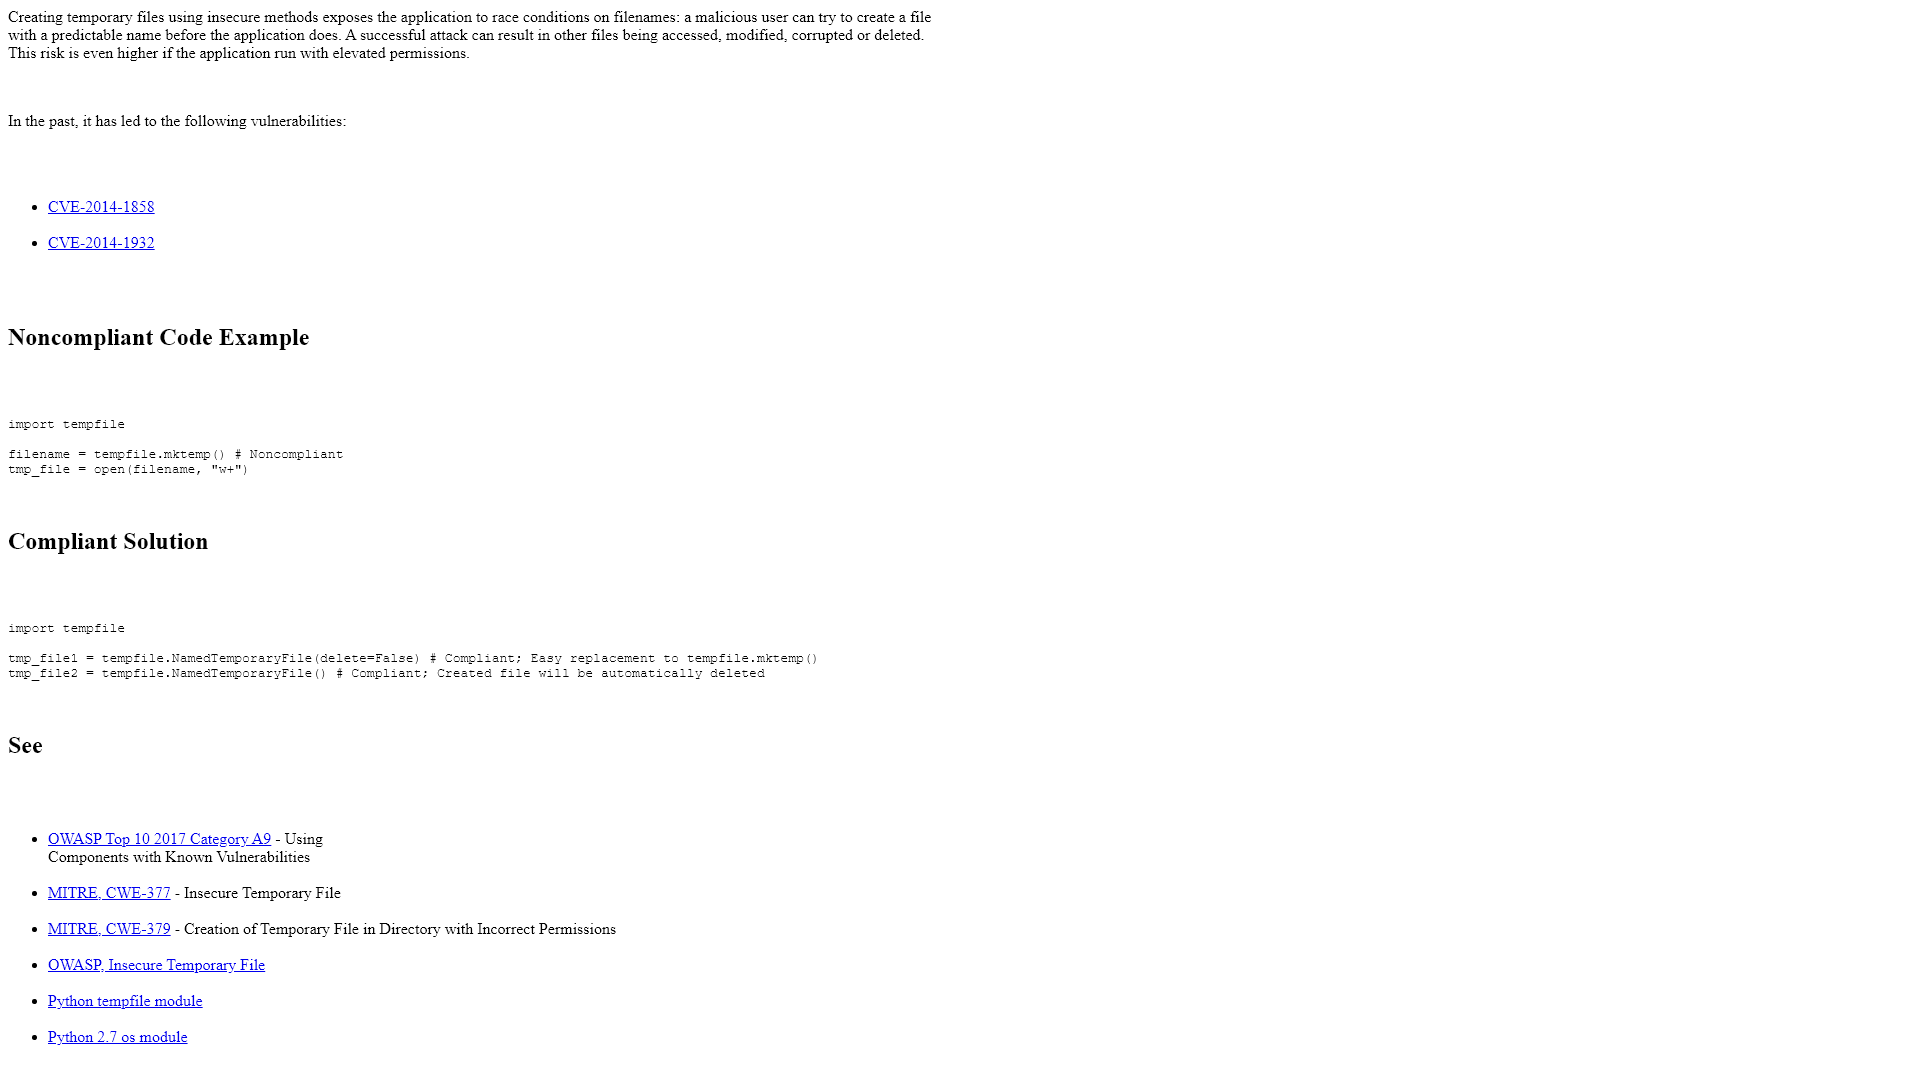 Creating temporary files using insecure methods exposes the application to race conditions on filenames: a malicious user can try to create a file
with a predictable name before the application does. A successful attack can result in other files being accessed, modified, corrupted or deleted.
This risk is even higher if the application run with elevated permissions.
In the past, it has led to the following vulnerabilities:
• CVE-2014-1858
• CVE-2014-1932
Noncompliant Code Example
import tempfile
filename = tempfile.mktemp() # Noncompliant
tmp_file = open(filename, "w+")
Compliant Solution
import tempfile
tmp_file1 = tempfile.NamedTemporaryFile(delete=False) # Compliant; Easy replacement to tempfile.mktemp()
tmp_file2 = tempfile.NamedTemporaryFile() # Compliant; Created file will be automatically deleted
See
• OWASP Top 10 2017 Category A9 - Using
Components with Known Vulnerabilities
• MITRE, CWE-377 - Insecure Temporary File
• MITRE, CWE-379 - Creation of Temporary File in Directory with Incorrect Permissions
• OWASP, Insecure Temporary File
• Python tempfile module
• Python 2.7 os module